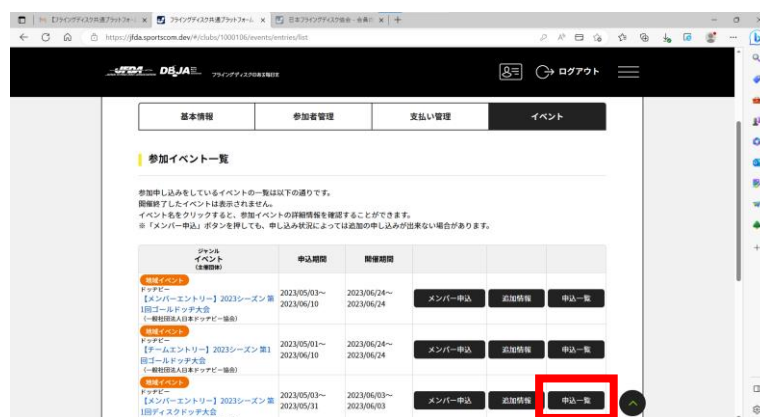 【フライングディスク共通プラットフォー
フライングディスク共通プラットフォーム
日本フライングディスク協会 - 会員
https://jfda.sportscom.dev/#/clubs/1000106/events/entries/list
JFDA DBJA
ログアウト
基本情報 参加者管理 支払い管理 イベント
参加イベント一覧
参加申し込みをしているイベントの一覧は以下の通りです。
開催終了したイベントは表示されません。
イベント名をクリックすると、参加イベントの詳細情報を確認することができます。
※「メンバー申込」ボタンを押しても、申し込み状況によっては追加の申し込みが出来ない場合があります。
ジャンル
イベント
(主催団体)
申込期間 開催期間
地域イベント
ドッヂビー
【メンバーエントリー】2023シーズン 第
1回ゴールドッヂ大会
(一般社団法人日本ドッヂビー協会)
2023/05/03～
2023/06/10
2023/06/24～
2023/06/24
メンバー申込 追加情報 申込一覧
地域イベント
ドッヂビー
【チームエントリー】2023シーズン 第1
回ゴールドッヂ大会
(一般社団法人日本ドッヂビー協会)
2023/05/01～
2023/06/10
2023/06/24～
2023/06/24
メンバー申込 追加情報 申込一覧
地域イベント
ドッヂビー
【メンバーエントリー】2023シーズン 第
1回ディスクドッヂ大会
2023/05/03～
2023/05/31
2023/06/03～
2023/06/03
メンバー申込 追加情報 申込一覧